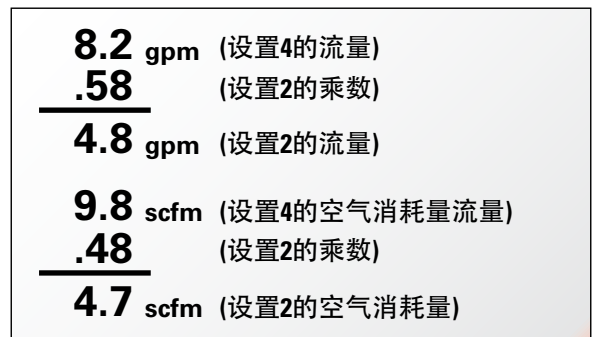 8.2 gpm (设置4的流量)
.58 (设置2的乘数)
4.8 gpm (设置2的流量)
9.8 scfm (设置4的空气消耗量流量)
.48 (设置2的乘数)
4.7 scfm (设置2的空气消耗量)